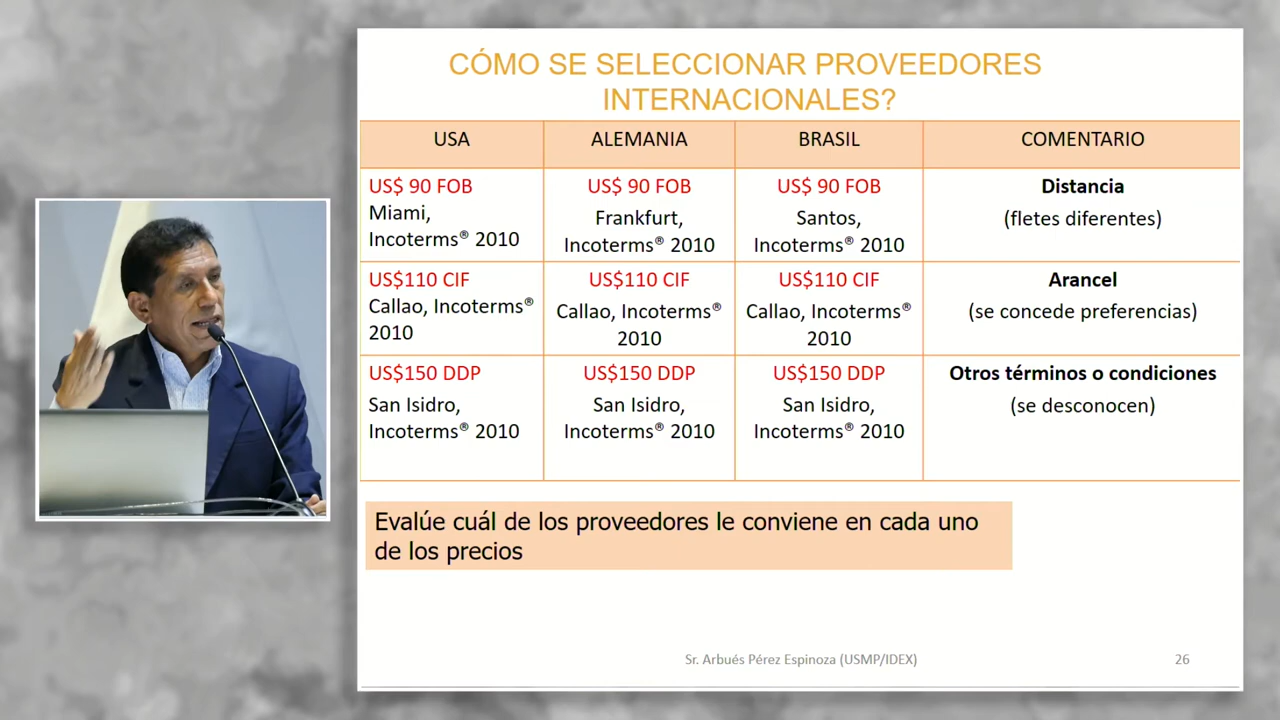 CÓMO SE SELECCIONAR PROVEEDORES
INTERNACIONALES?
USA
ALEMANIA
BRASIL
COMENTARIO
US$ 90 FOB
Miami,
Incoterms® 2010
US$ 90 FOB
Frankfurt,
Incoterms® 2010
US$ 90 FOB
Santos,
Incoterms® 2010
Distancia
(fletes diferentes)
US$110 CIF
Callao, Incoterms®
2010
US$110 CIF
Callao, Incoterms®
2010
US$110 CIF
Callao, Incoterms®
2010
Arancel
(se concede preferencias)
US$150 DDP
San Isidro,
Incoterms® 2010
US$150 DDP
San Isidro,
Incoterms® 2010
US$150 DDP
San Isidro,
Incoterms® 2010
Otros términos o condiciones
(se desconocen)
Evalúe cuál de los proveedores le conviene en cada uno
de los precios
Sr. Arbués Pérez Espinoza (USMP/IDEX)
26